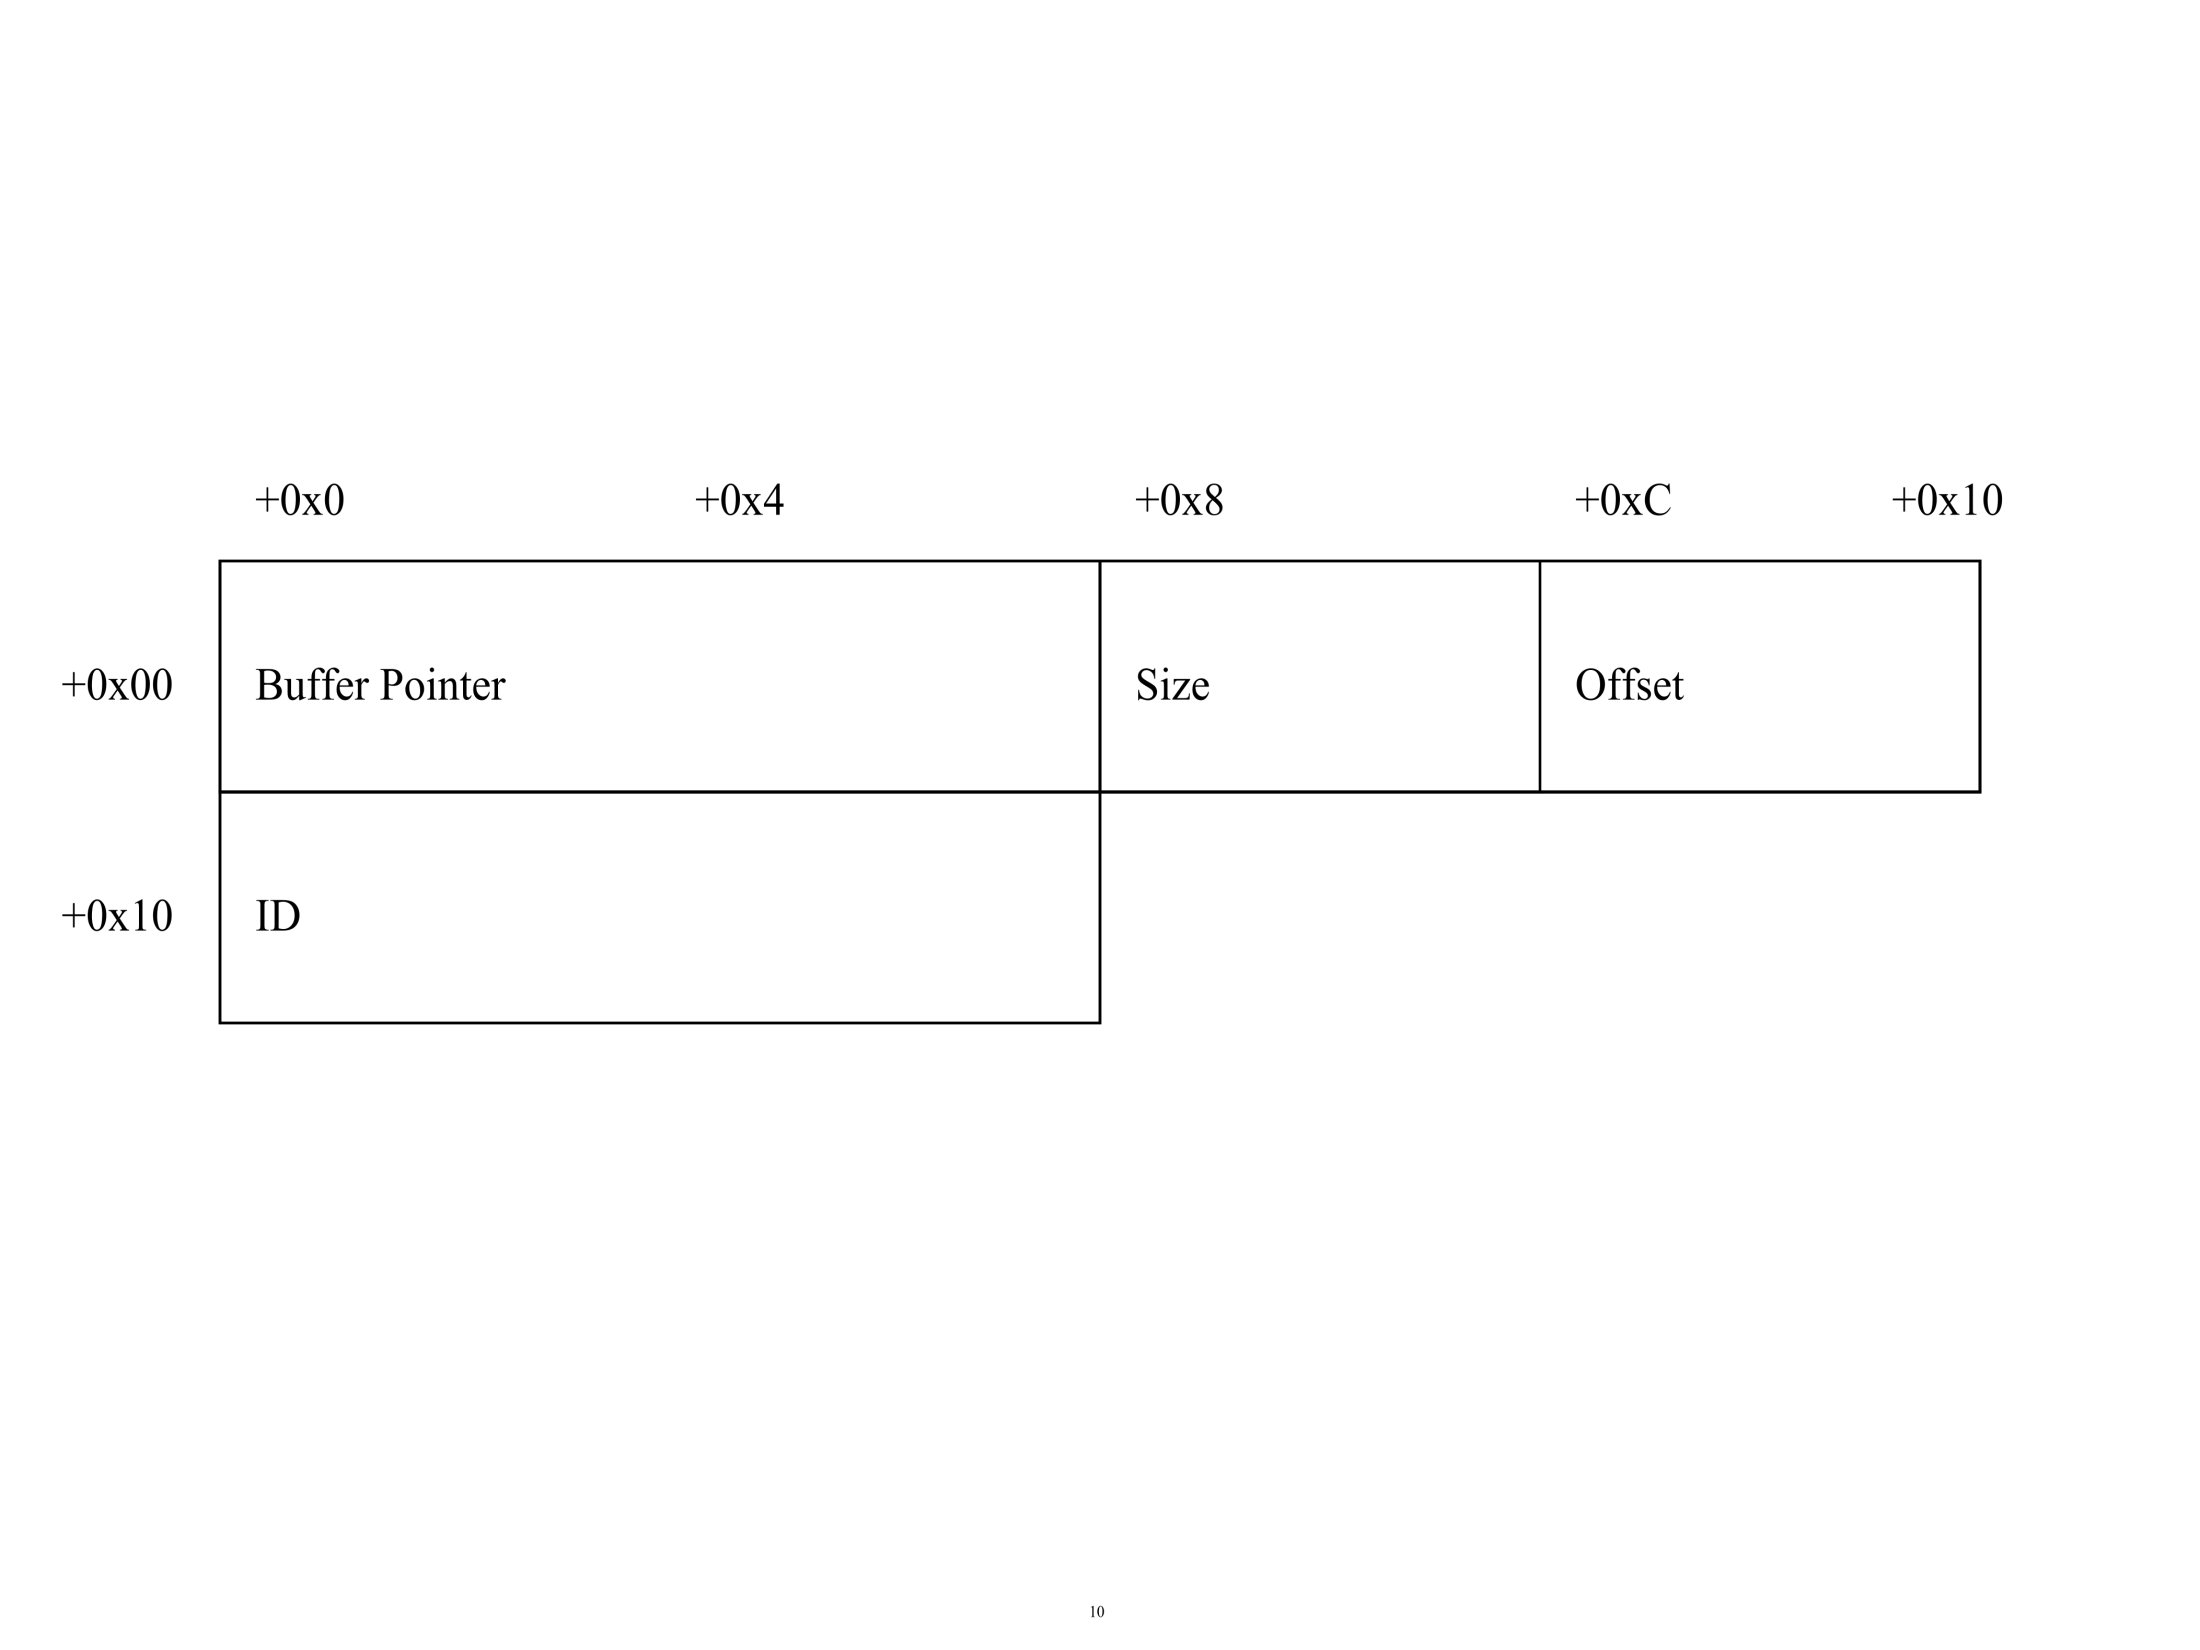 +0x0 +0x4 +0x8 +0xC +0x10
+0x00 Buffer Pointer Size Offset
+0x10 ID
10